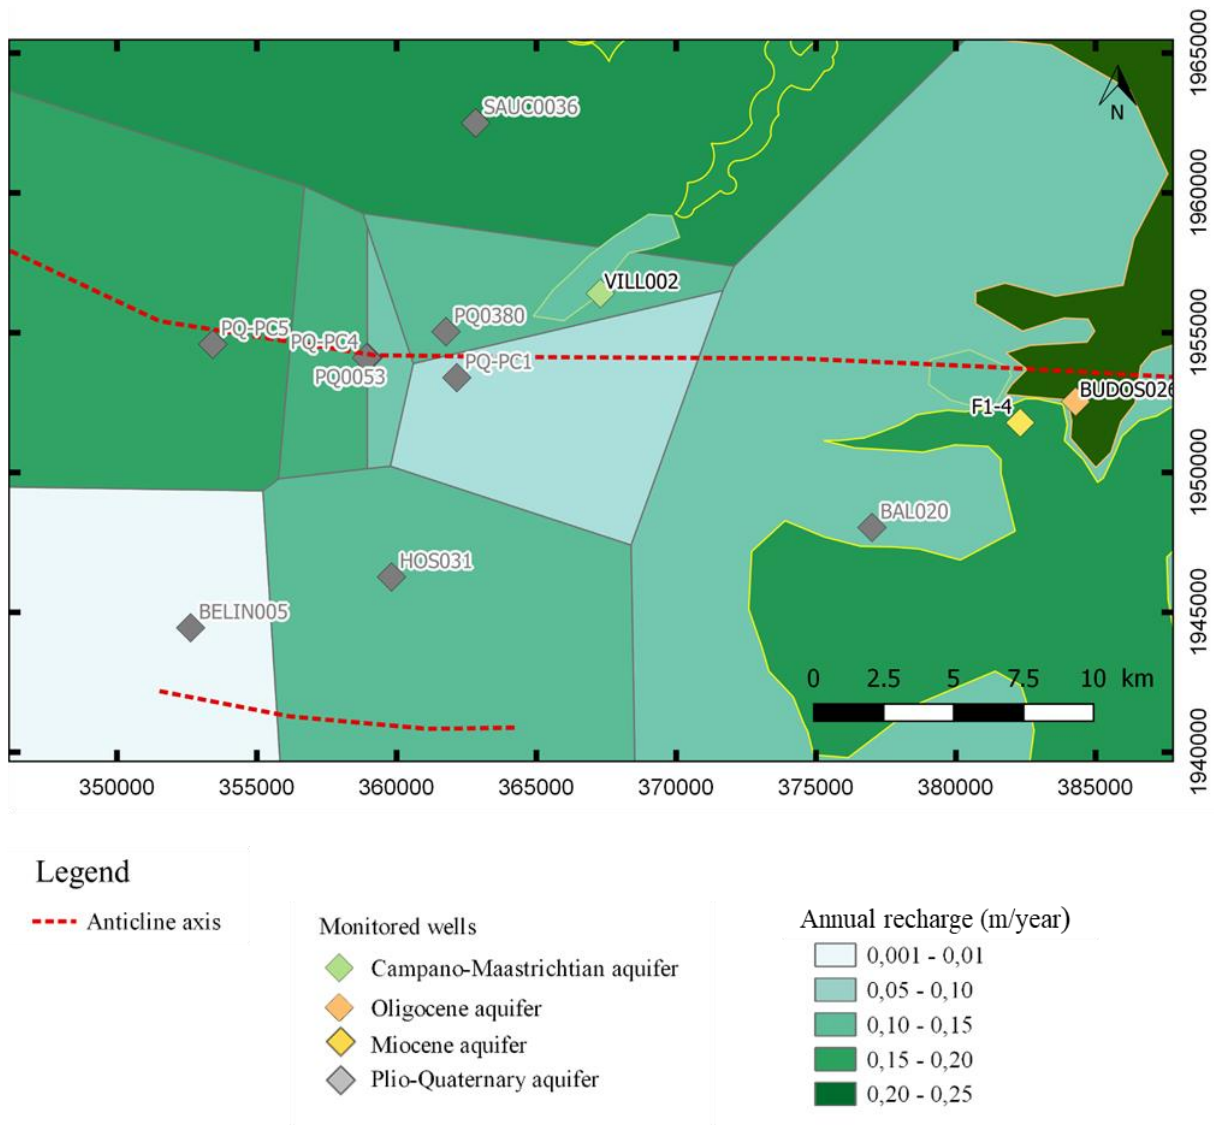 1965000
SAUC0036
N
1960000
VILL002
PQ0380
PQ-PC5
PQ-PC4
1955000
PQ-PC1
PQ0053
BUDOS026
F1-4
1950000
BAL020
HOS031
BELIN005
1945000
0 2.5 5 7.5 10 km
1940000
350000 355000 360000 365000 370000 375000 380000 385000
Legend
Anticline axis
Monitored wells
Campano-Maastrichtian aquifer
Oligocene aquifer
Miocene aquifer
Plio-Quaternary aquifer
Annual recharge (m/year)
0,001 - 0,01
0,05 - 0,10
0,10 - 0,15
0,15 - 0,20
0,20 - 0,25